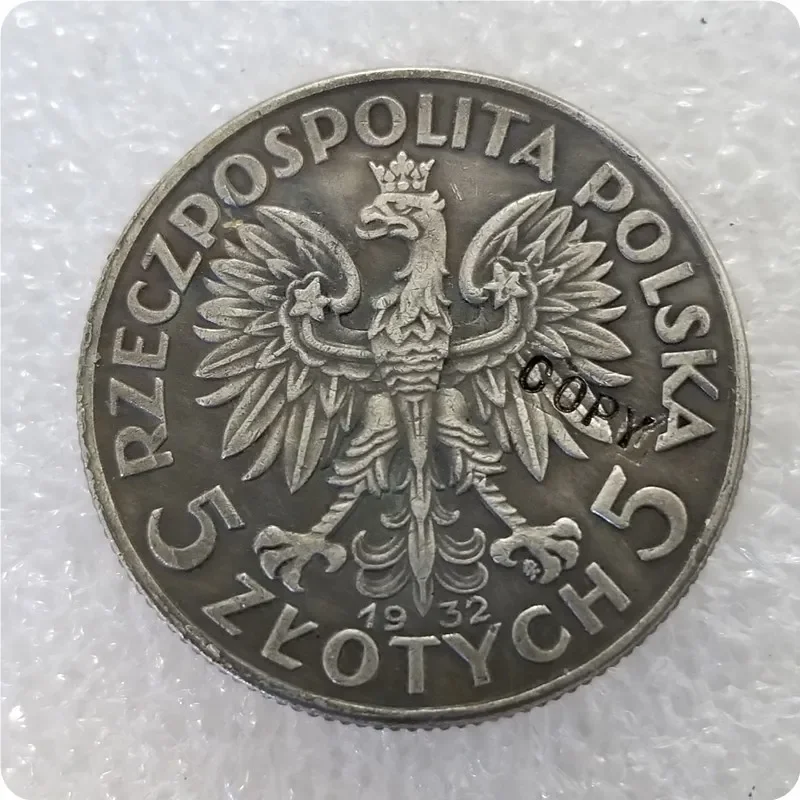 RZECZPOSPOLITA POLSKA
COPY
1932
5 ZŁOTYCH 5